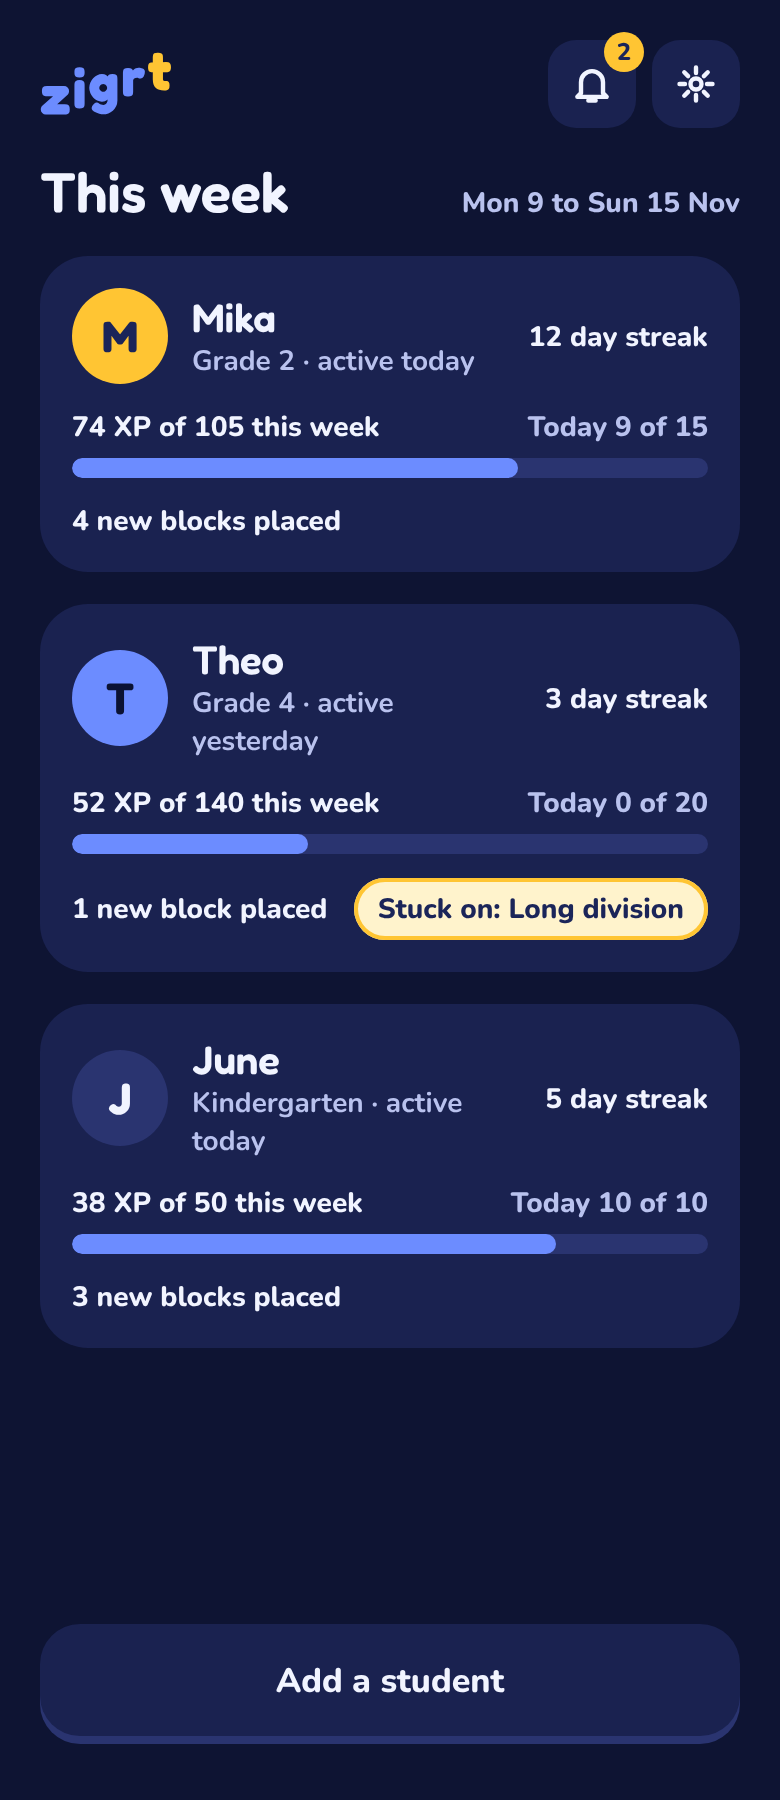 zigrt
2
This week
Mon 9 to Sun 15 Nov
M
Mika
Grade 2 · active today
12 day streak
74 XP of 105 this week
Today 9 of 15
4 new blocks placed
T
Theo
Grade 4 · active
yesterday
3 day streak
52 XP of 140 this week
Today 0 of 20
1 new block placed
Stuck on: Long division
J
June
Kindergarten · active
today
5 day streak
38 XP of 50 this week
Today 10 of 10
3 new blocks placed
Add a student